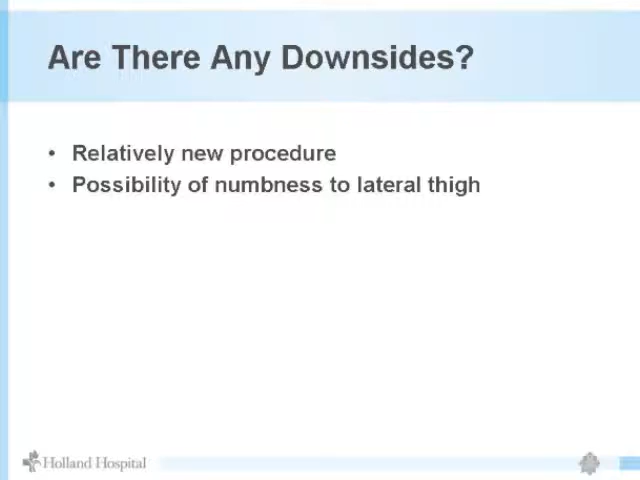 Are There Any Downsides?
• Relatively new procedure
• Possibility of numbness to lateral thigh
Holland Hospital